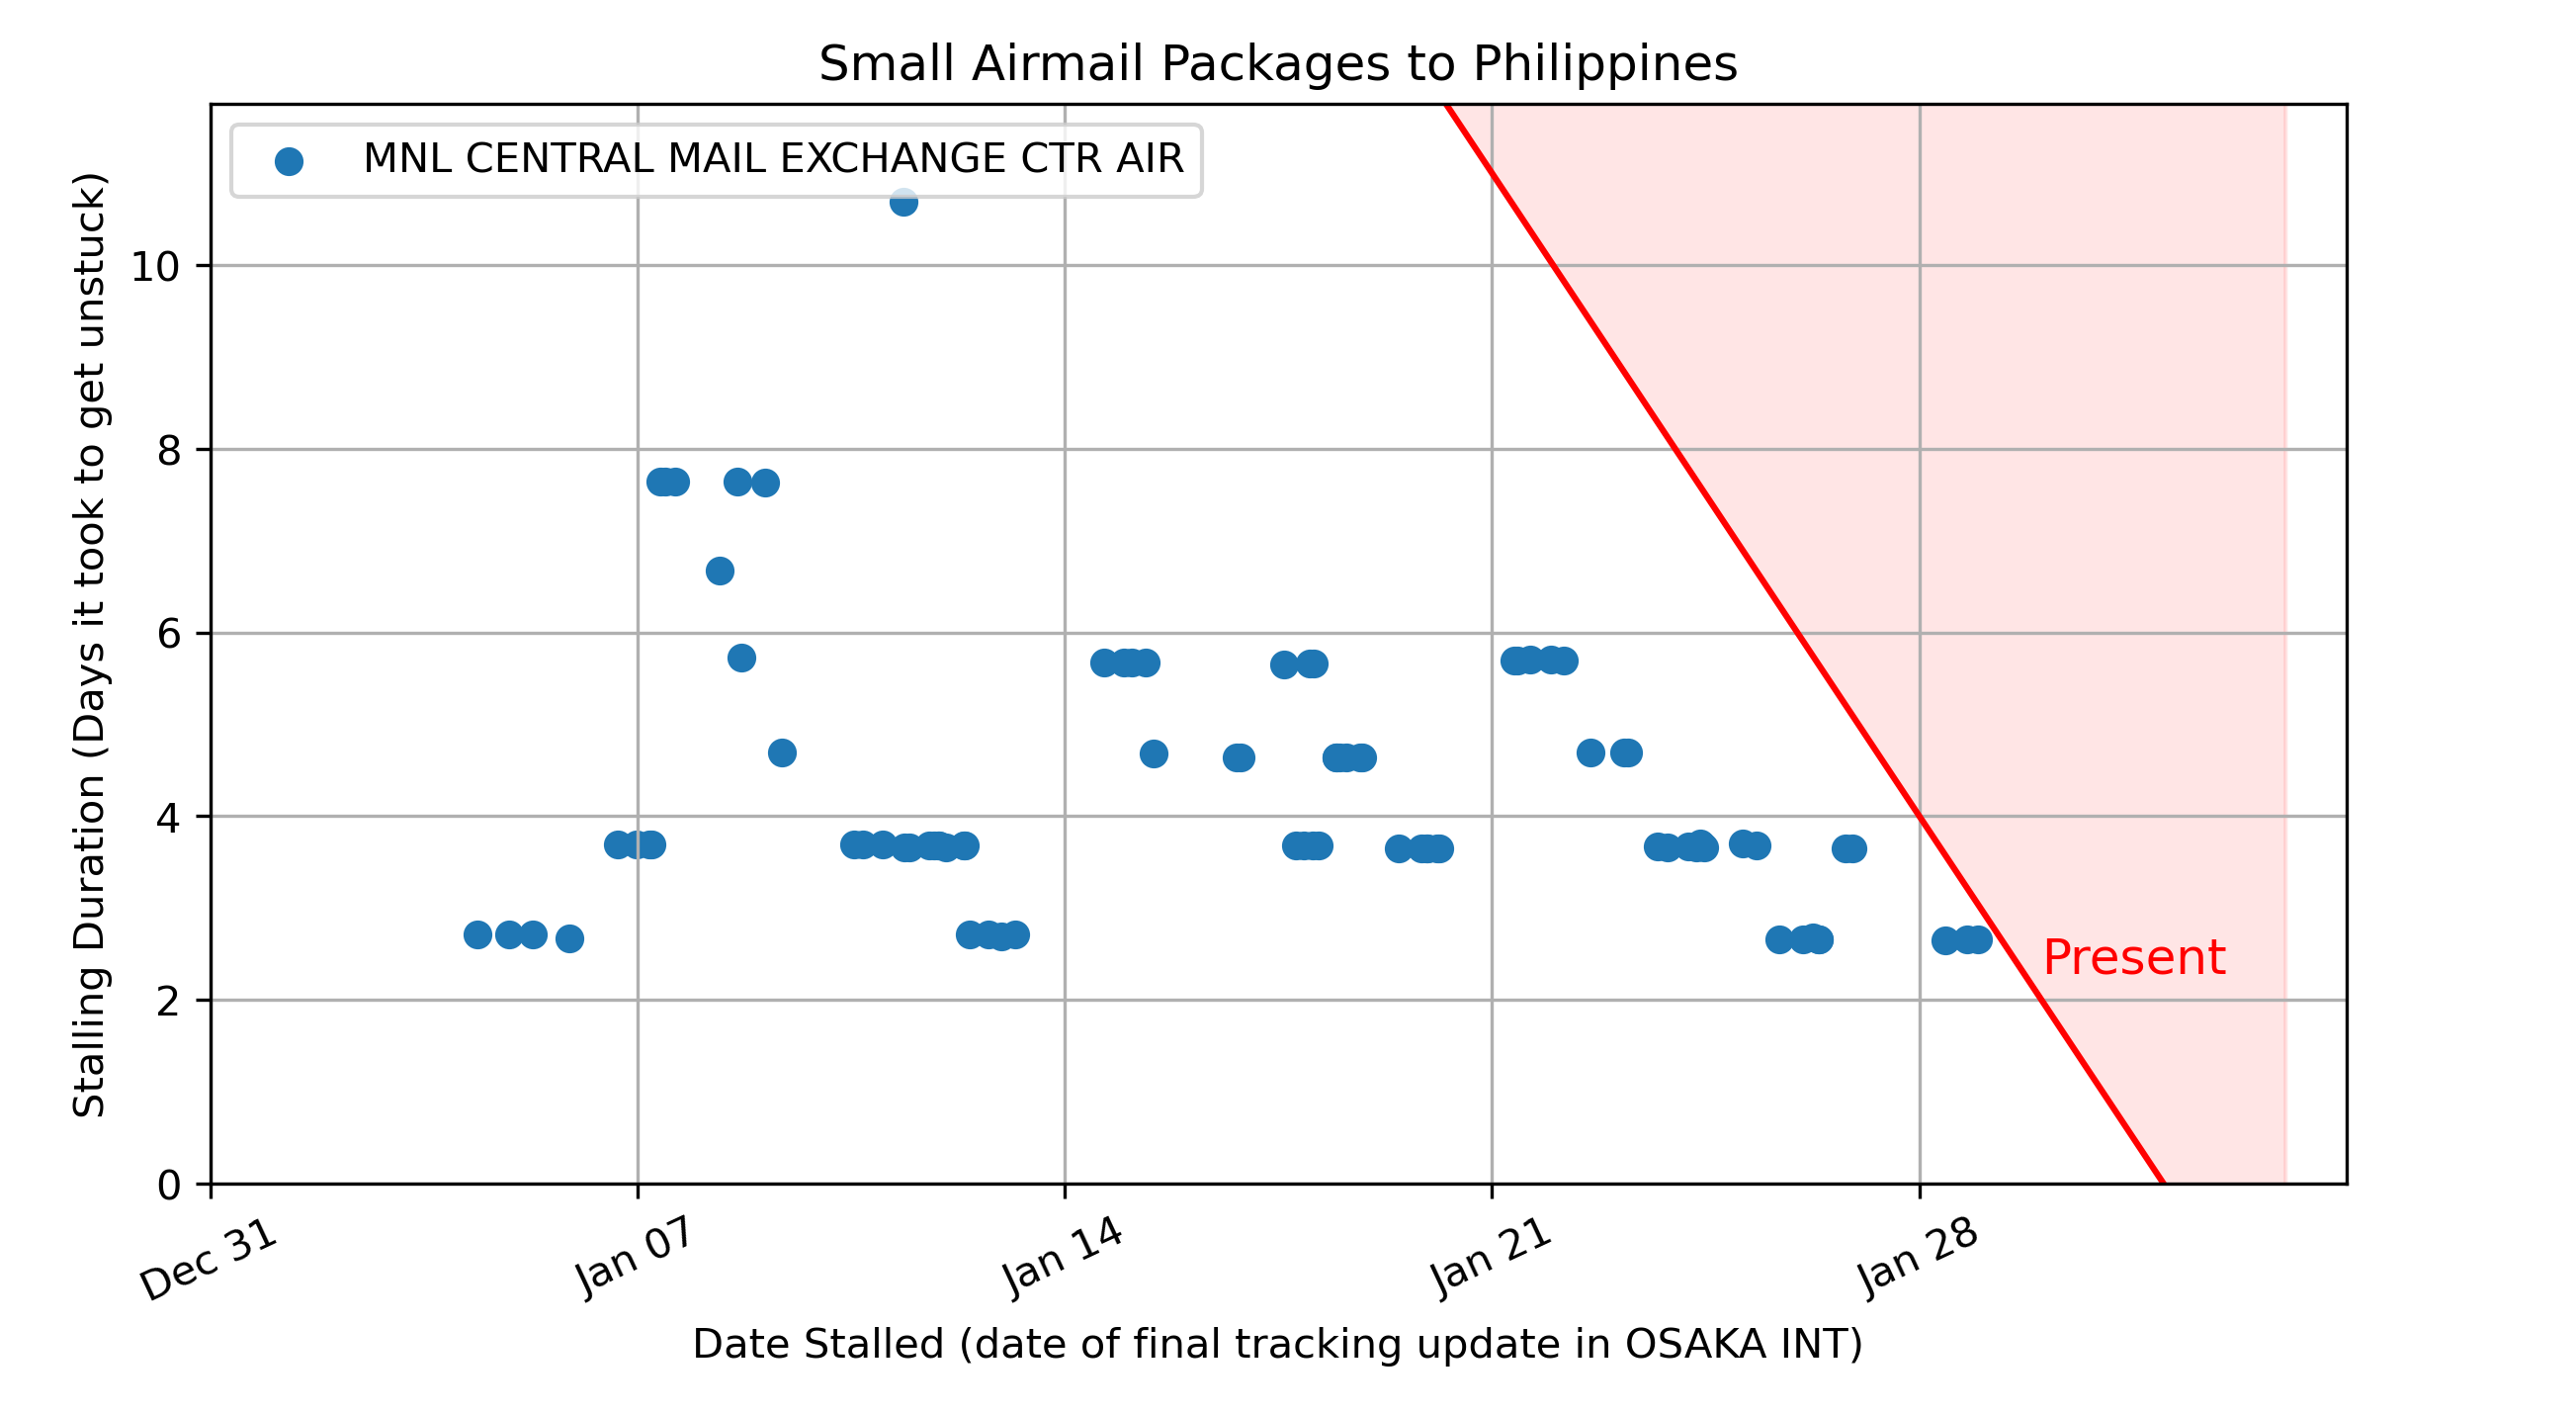 Small Airmail Packages to Philippines
MNL CENTRAL MAIL EXCHANGE CTR AIR
Stalling Duration (Days it took to get unstuck)
10
8
6
4
2
0
Present
Dec 31
Jan 07
Jan 14
Jan 21
Jan 28
Date Stalled (date of final tracking update in OSAKA INT)